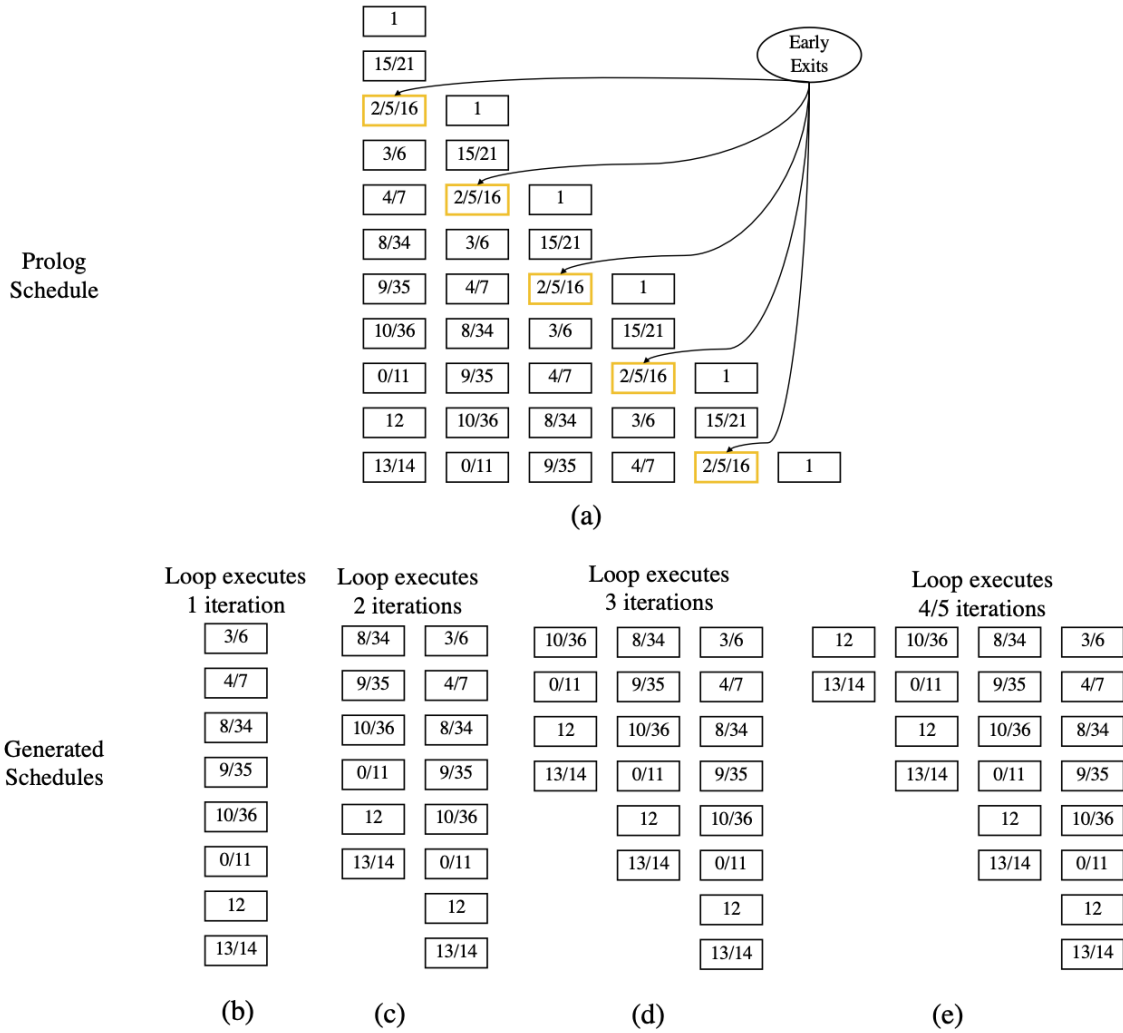 1
Early
Exits
15/21
2/5/16 1
3/6 15/21
4/7 2/5/16 1
Prolog
Schedule
8/34 3/6 15/21
9/35 4/7 2/5/16 1
10/36 8/34 3/6 15/21
0/11 9/35 4/7 2/5/16 1
12 10/36 8/34 3/6 15/21
13/14 0/11 9/35 4/7 2/5/16 1
(a)
Loop executes
1 iteration
3/6
4/7
8/34
9/35
10/36
0/11
12
13/14
(b)
Loop executes
2 iterations
8/34 3/6
9/35 4/7
10/36 8/34
0/11 9/35
12 10/36
13/14 0/11
12
13/14
(c)
Loop executes
3 iterations
10/36 8/34 3/6
0/11 9/35 4/7
12 10/36 8/34
13/14 0/11 9/35
12 10/36
13/14 0/11
12
13/14
(d)
Loop executes
4/5 iterations
12 10/36 8/34 3/6
13/14 0/11 9/35 4/7
12 10/36 8/34
13/14 0/11 9/35
12 10/36
13/14 0/11
12
13/14
(e)
Generated
Schedules